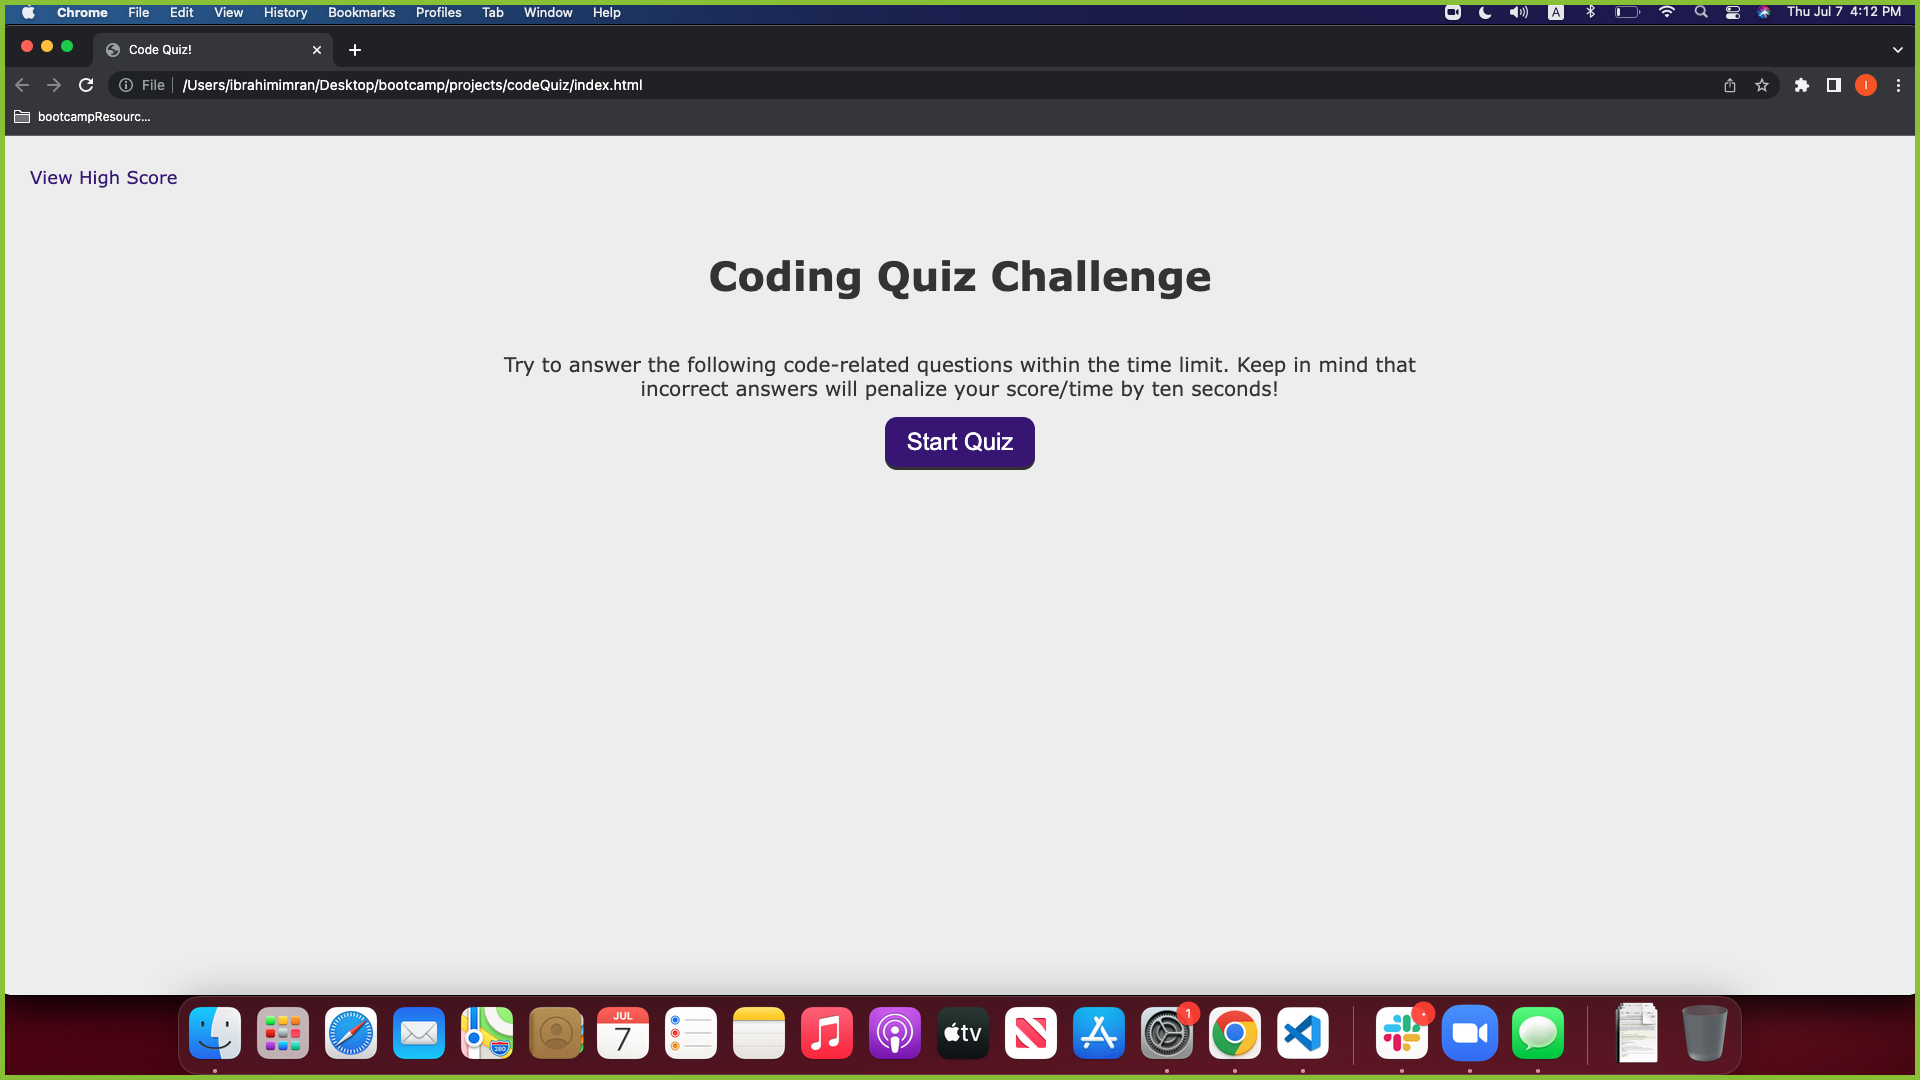 Chrome File Edit View History Bookmarks Profiles Tab Window Help A Thu Jul 7 4:12 PM
Code Quiz!
File /Users/ibrahimimran/Desktop/bootcamp/projects/codeQuiz/index.html I
bootcampResourc...
View High Score
Coding Quiz Challenge
Try to answer the following code-related questions within the time limit. Keep in mind that
incorrect answers will penalize your score/time by ten seconds!
Start Quiz
280
JUL
7
tv
1